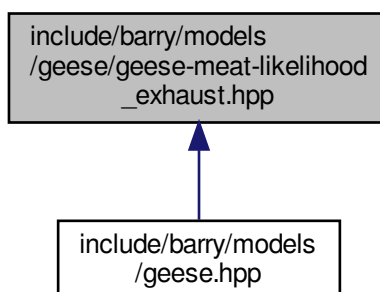 include/barry/models
/geese/geese-meat-likelihood
_exhaust.hpp
include/barry/models
/geese.hpp